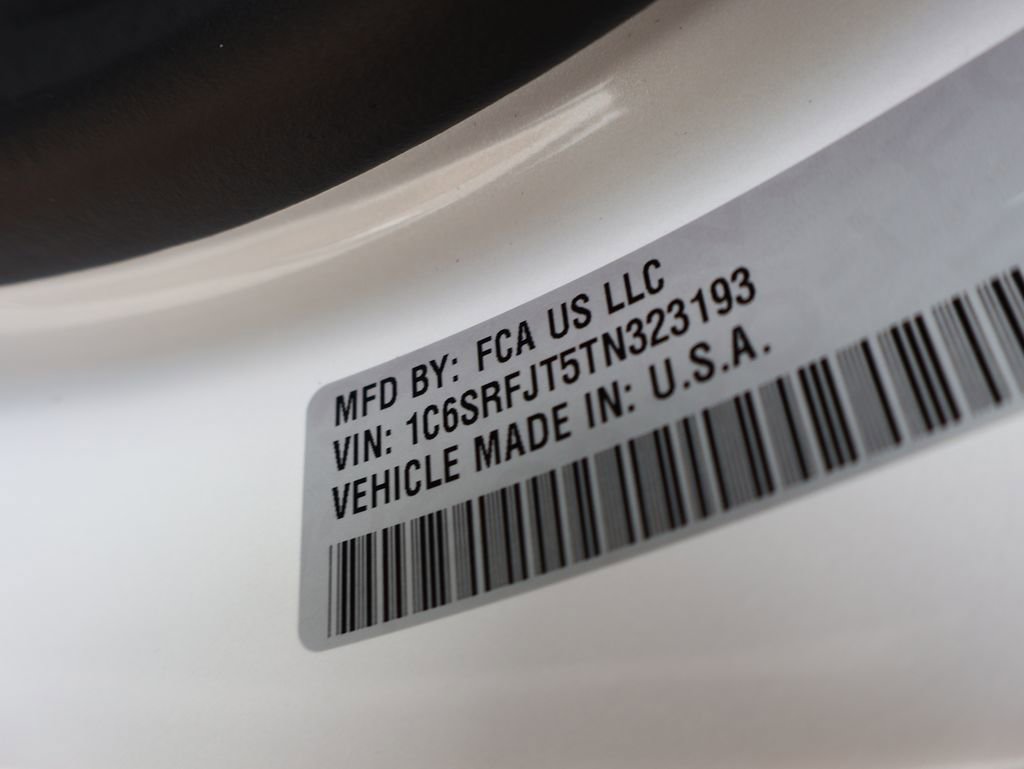 MFD BY: FCA US LLC
VIN: 1C6SRFJT5TN323193
VEHICLE MADE IN: U.S.A.